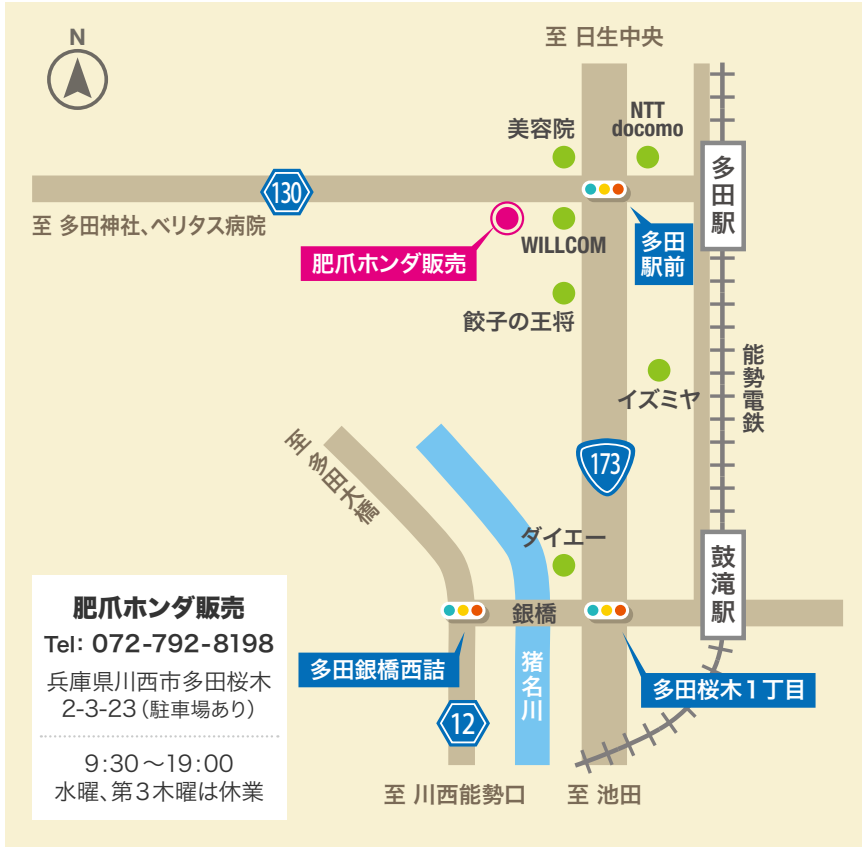 至 日生中央
N
NTT
docomo
美容院
多田駅
130
至 多田神社、ベリタス病院
WILLCOM
多田
駅前
肥爪ホンダ販売
餃子の王将
能勢電鉄
イズミヤ
至多田大橋
173
ダイエー
鼓滝駅
銀橋
肥爪ホンダ販売
Tel: 072-792-8198
兵庫県川西市多田桜木
2-3-23(駐車場あり)
9:30〜19:00
水曜、第3木曜は休業
多田銀橋西詰
猪名川
多田桜木1丁目
12
至 川西能勢口
至 池田